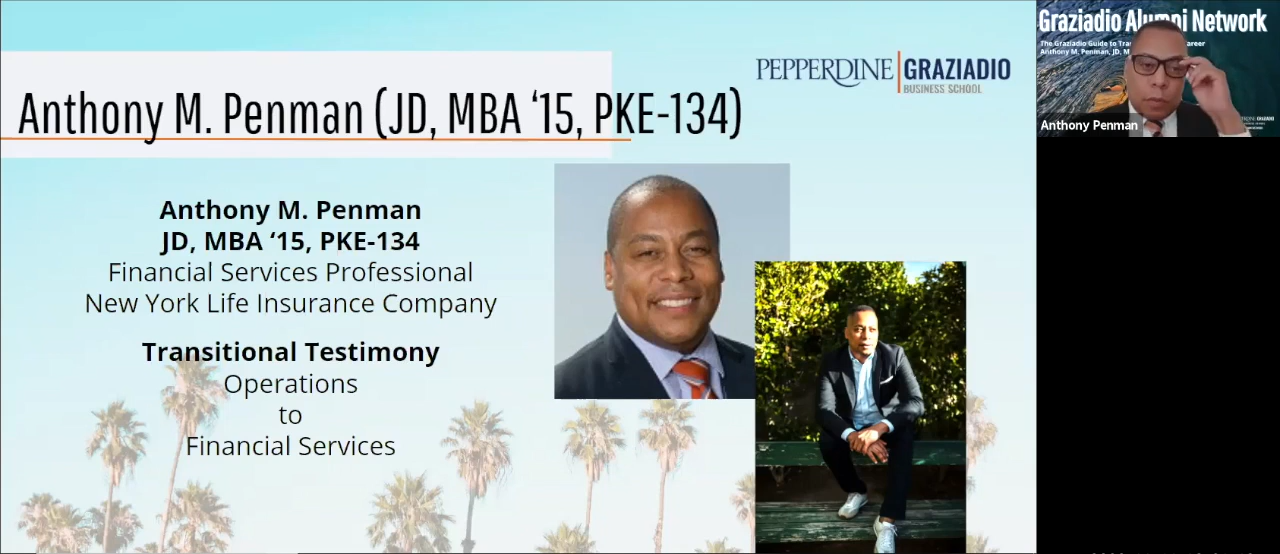 Anthony M. Penman (JD, MBA ‘15, PKE-134)
PEPPERDINE GRAZIADIO
BUSINESS SCHOOL
Anthony M. Penman
JD, MBA ‘15, PKE-134
Financial Services Professional
New York Life Insurance Company
Transitional Testimony
Operations
to
Financial Services
Graziadio Alumni Network
The Graziadio Guide to
Anthony M. Penman, JD,
Anthony Penman